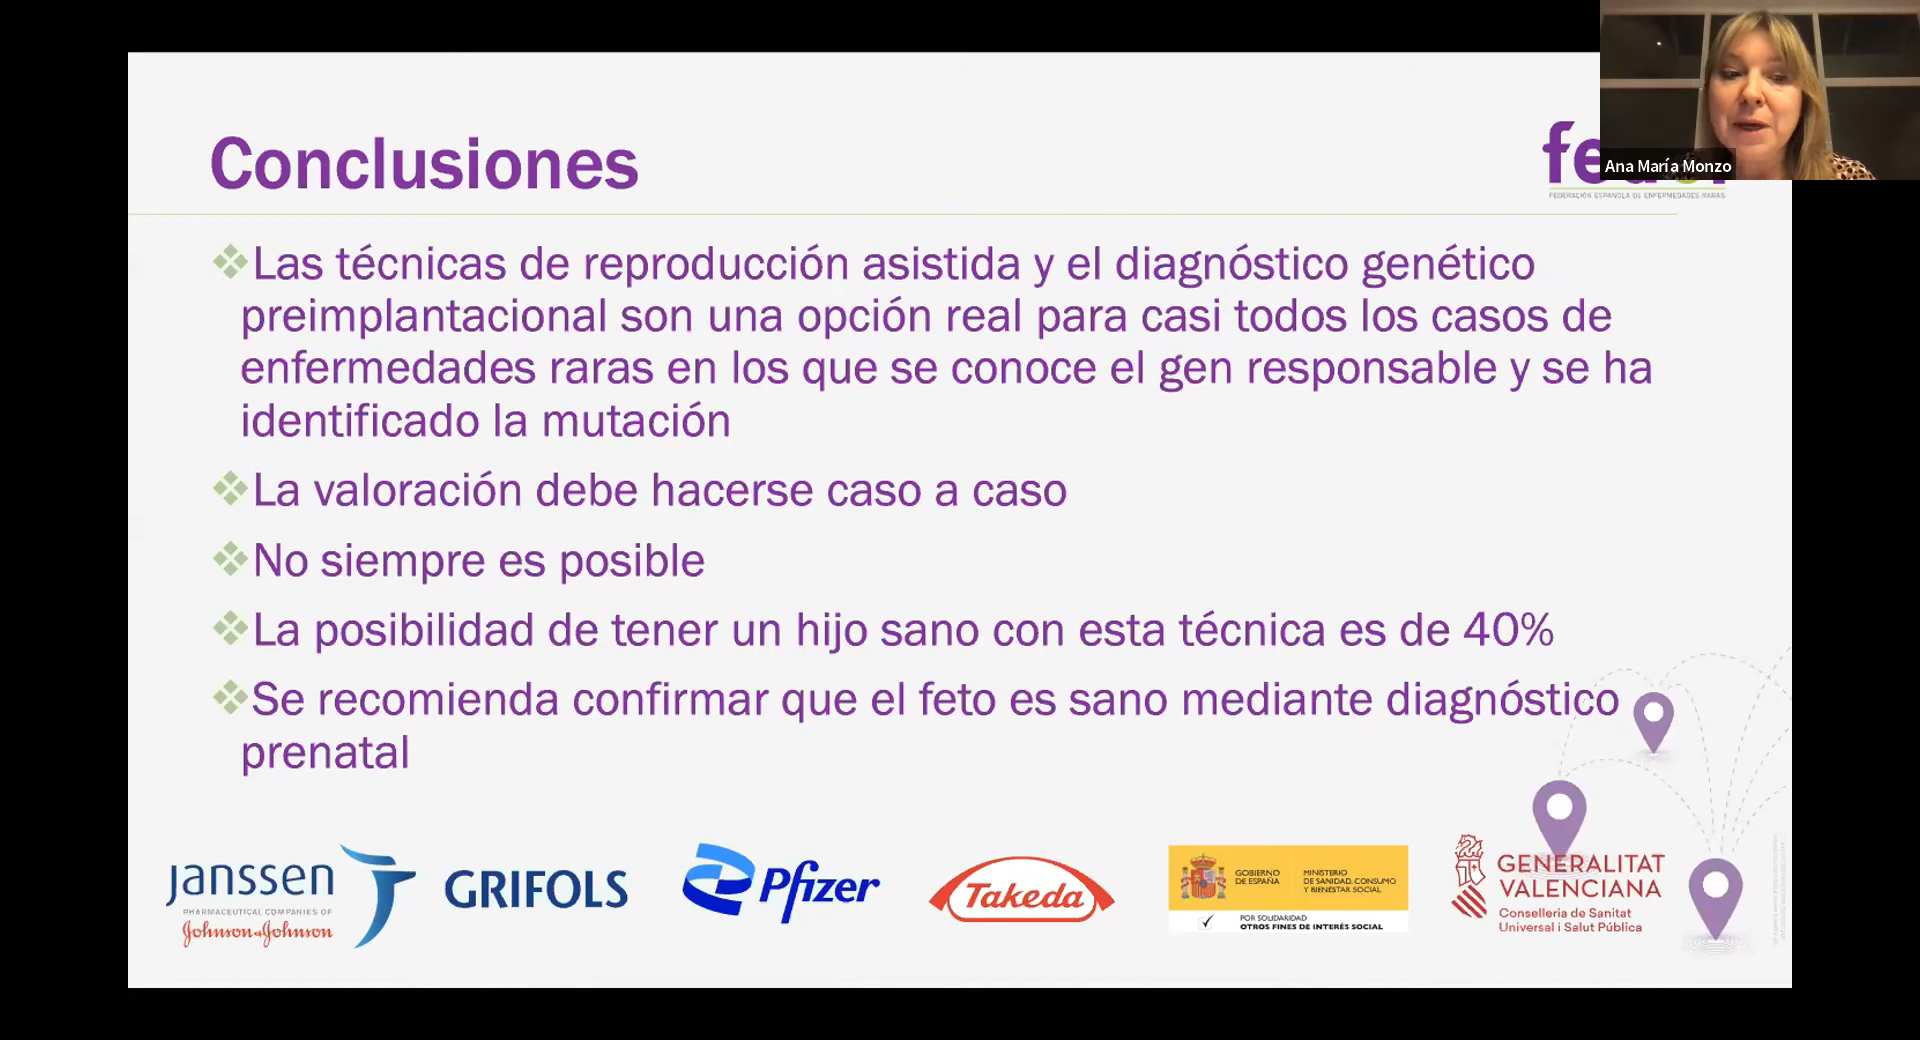 Conclusiones
fe
Ana María Monzo
FEDERACIÓN ESPAÑOLA DE ENFERMEDADES RARAS
Las técnicas de reproducción asistida y el diagnóstico genético
preimplantacional son una opción real para casi todos los casos de
enfermedades raras en los que se conoce el gen responsable y se ha
identificado la mutación
La valoración debe hacerse caso a caso
No siempre es posible
La posibilidad de tener un hijo sano con esta técnica es de 40%
Se recomienda confirmar que el feto es sano mediante diagnóstico
prenatal
Janssen
PHARMACEUTICAL COMPANIES OF
Johnson & Johnson
GRIFOLS
Pfizer
Takeda
GOBIERNO
DE ESPAÑA
MINISTERIO
DE SANIDAD, CONSUMO
Y BIENESTAR SOCIAL
POR SOLIDARIDAD
OTROS FINES DE INTERÉS SOCIAL
GENERALITAT
VALENCIANA
Conselleria de Sanitat
Universal i Salut Pública